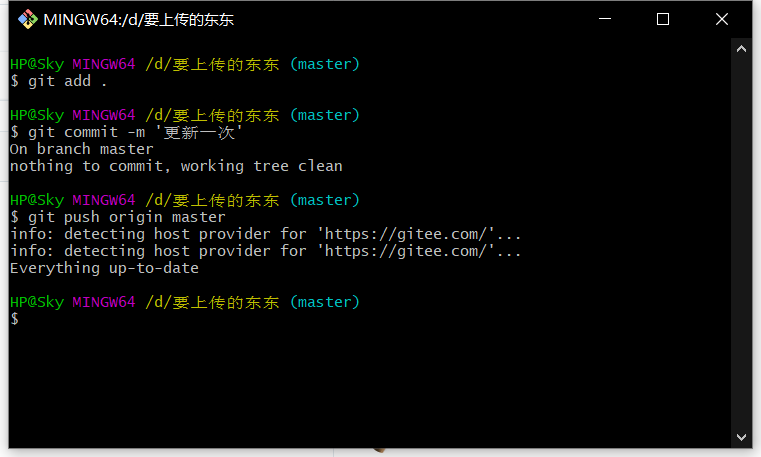 MINGW64:/d/要上传的东东
HP@Sky MINGW64 /d/要上传的东东 (master)
$ git add .
HP@Sky MINGW64 /d/要上传的东东 (master)
$ git commit -m '更新一次'
On branch master
nothing to commit, working tree clean
HP@Sky MINGW64 /d/要上传的东东 (master)
$ git push origin master
info: detecting host provider for 'https://gitee.com/'...
info: detecting host provider for 'https://gitee.com/'...
Everything up-to-date
HP@Sky MINGW64 /d/要上传的东东 (master)
$